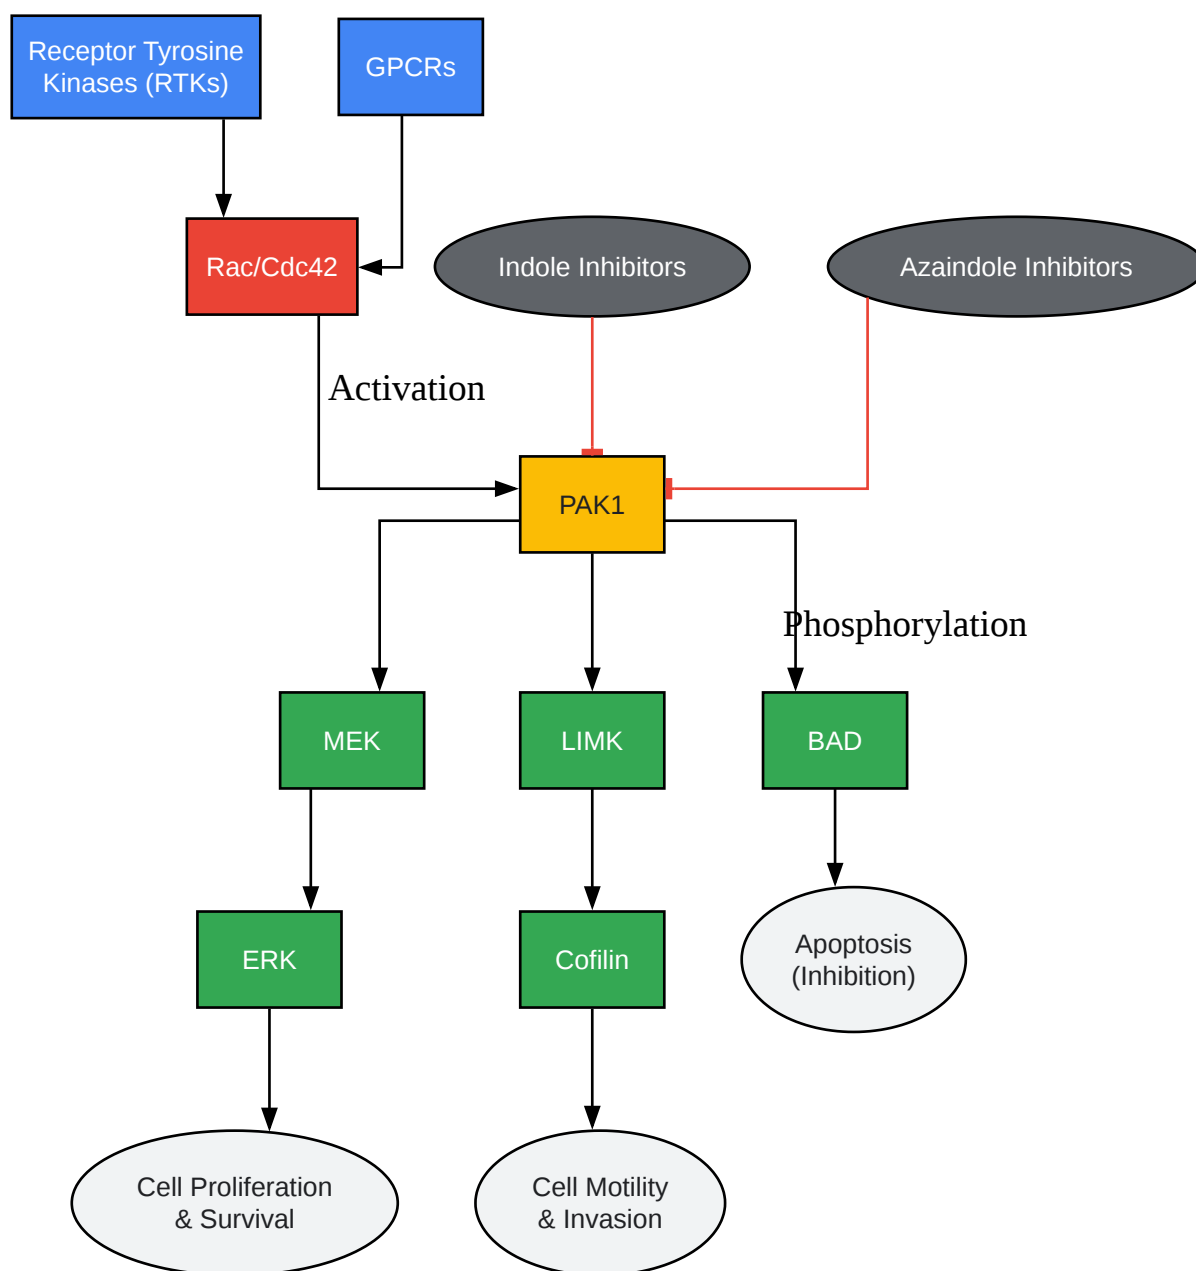 Receptor Tyrosine
Kinases (RTKs)
GPCRs
Rac/Cdc42
Indole Inhibitors
Azaindole Inhibitors
Activation
PAK1
Phosphorylation
MEK
LIMK
BAD
ERK
Cofilin
Apoptosis
(Inhibition)
Cell Proliferation
& Survival
Cell Motility
& Invasion